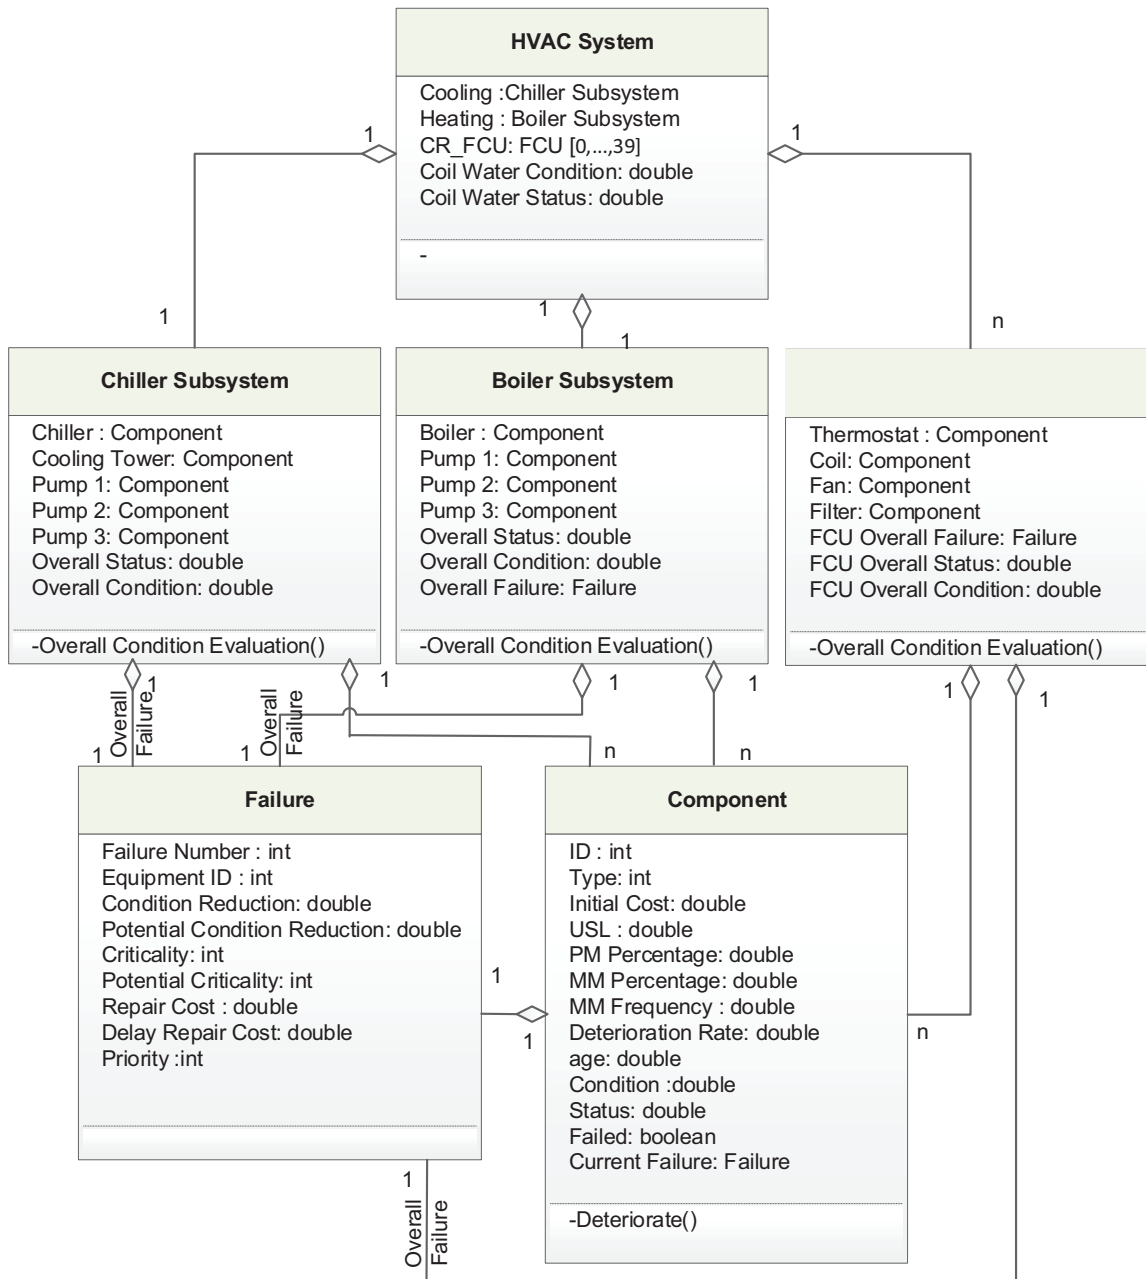 HVAC System
Cooling :Chiller Subsystem
Heating : Boiler Subsystem
CR_FCU: FCU [0,...,39]
Coil Water Condition: double
Coil Water Status: double
-
1
1
1
1
1
n
Chiller Subsystem
Chiller : Component
Cooling Tower: Component
Pump 1: Component
Pump 2: Component
Pump 3: Component
Overall Status: double
Overall Condition: double
-Overall Condition Evaluation()
Boiler Subsystem
Boiler : Component
Pump 1: Component
Pump 2: Component
Pump 3: Component
Overall Status: double
Overall Condition: double
Overall Failure: Failure
-Overall Condition Evaluation()
Thermostat : Component
Coil: Component
Fan: Component
Filter: Component
FCU Overall Failure: Failure
FCU Overall Status: double
FCU Overall Condition: double
-Overall Condition Evaluation()
1
1
1
1
1
1
Overall
Failure
Overall
Failure
1
1
n
n
Failure
Failure Number : int
Equipment ID : int
Condition Reduction: double
Potential Condition Reduction: double
Criticality: int
Potential Criticality: int
Repair Cost : double
Delay Repair Cost: double
Priority :int
1
1
Component
ID : int
Type: int
Initial Cost: double
USL : double
PM Percentage: double
MM Percentage: double
MM Frequency : double
Deterioration Rate: double
age: double
Condition :double
Status: double
Failed: boolean
Current Failure: Failure
-Deteriorate()
n
1
Overall
Failure